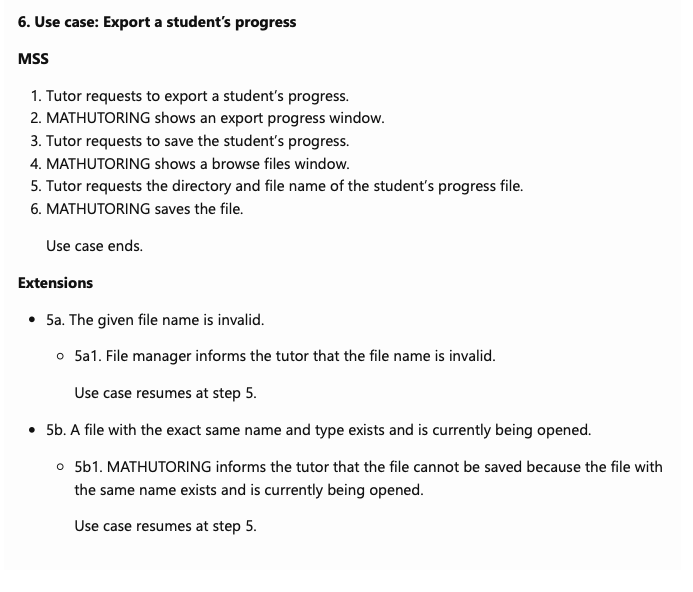 6. Use case: Export a student's progress
MSS
1. Tutor requests to export a student's progress.
2. MATHUTORING shows an export progress window.
3. Tutor requests to save the student's progress.
4. MATHUTORING shows a browse files window.
5. Tutor requests the directory and file name of the student's progress file.
6. MATHUTORING saves the file.
Use case ends.
Extensions
• 5a. The given file name is invalid.
○ 5a1. File manager informs the tutor that the file name is invalid.
Use case resumes at step 5.
• 5b. A file with the exact same name and type exists and is currently being opened.
○ 5b1. MATHUTORING informs the tutor that the file cannot be saved because the file with
the same name exists and is currently being opened.
Use case resumes at step 5.